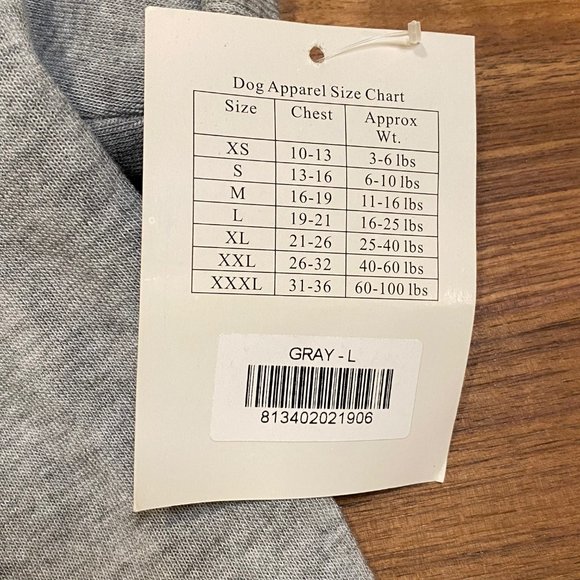 Dog Apparel Size Chart
Size Chest Approx Wt.
XS 10-13 3-6 lbs
S 13-16 6-10 lbs
M 16-19 11-16 lbs
L 19-21 16-25 lbs
XL 21-26 25-40 lbs
XXL 26-32 40-60 lbs
XXXL 31-36 60-100 lbs
GRAY - L
813402021906